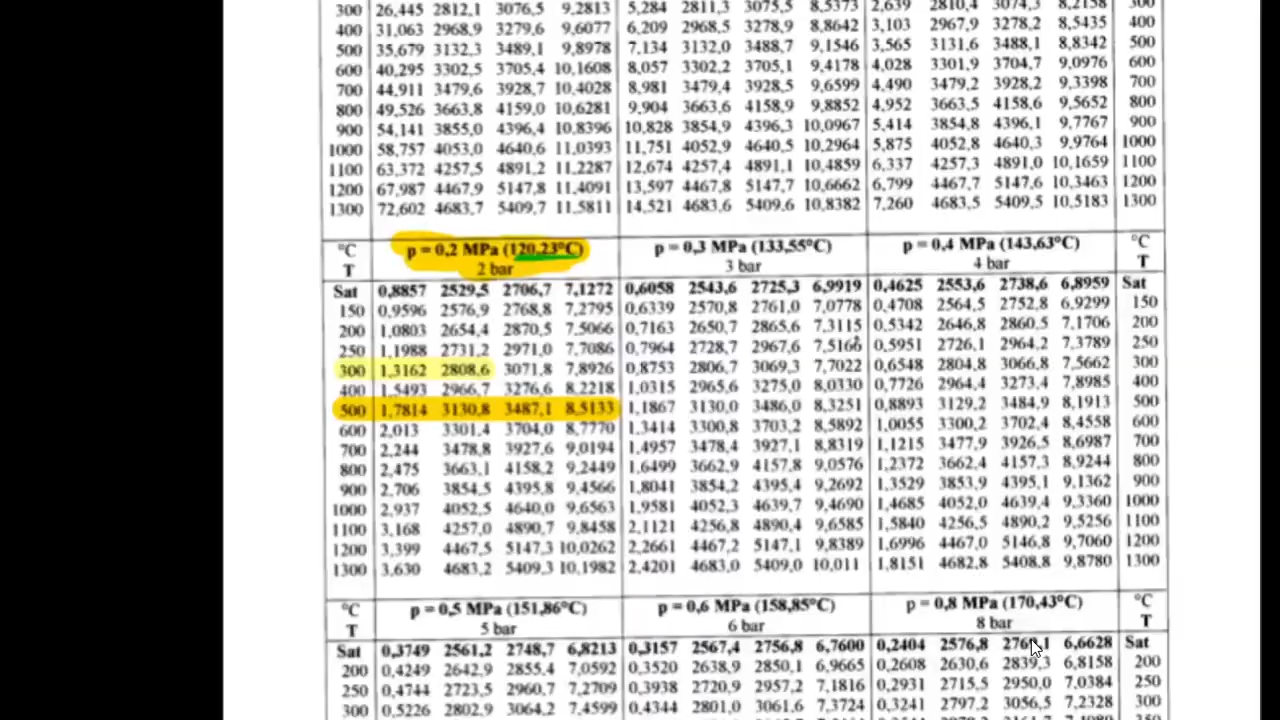 300 26,445 2812,1 3076,5 9,2813 5,284 2811,3 3075,5 8,5373 2,639 2810,4 3074,3 8,2158 300
400 31,063 2968,9 3279,6 9,6077 6,209 2968,5 3278,9 8,8642 3,103 2967,9 3278,2 8,5435 400
500 35,679 3132,3 3489,1 9,8978 7,134 3132,0 3488,7 9,1546 3,565 3131,6 3488,1 8,8342 500
600 40,295 3302,5 3705,4 10,1608 8,057 3302,2 3705,1 9,4178 4,028 3301,9 3704,7 9,0976 600
700 44,911 3479,6 3928,7 10,4028 8,981 3479,4 3928,5 9,6599 4,490 3479,2 3928,2 9,3398 700
800 49,526 3663,8 4159,0 10,6281 9,904 3663,6 4158,9 9,8852 4,952 3663,5 4158,6 9,5652 800
900 54,141 3855,0 4396,4 10,8396 10,828 3854,9 4396,3 10,0967 5,414 3854,8 4396,1 9,7767 900
1000 58,757 4053,0 4640,6 11,0393 11,751 4052,9 4640,5 10,2964 5,875 4052,8 4640,3 9,9764 1000
1100 63,372 4257,5 4891,2 11,2287 12,674 4257,4 4891,1 10,4859 6,337 4257,3 4891,0 10,1659 1100
1200 67,987 4467,9 5147,8 11,4091 13,597 4467,8 5147,7 10,6662 6,799 4467,7 5147,6 10,3463 1200
1300 72,602 4683,7 5409,7 11,5811 14,521 4683,6 5409,6 10,8382 7,260 4683,5 5409,5 10,5183 1300
°C p = 0,2 MPa (120,23°C) p = 0,3 MPa (133,55°C) p = 0,4 MPa (143,63°C) °C
T 2 bar 3 bar 4 bar T
Sat 0,8857 2529,5 2706,7 7,1272 0,6058 2543,6 2725,3 6,9919 0,4625 2553,6 2738,6 6,8959 Sat
150 0,9596 2576,9 2768,8 7,2795 0,6339 2570,8 2761,0 7,0778 0,4708 2564,5 2752,8 6,9299 150
200 1,0803 2654,4 2870,5 7,5066 0,7163 2650,7 2865,6 7,3115 0,5342 2646,8 2860,5 7,1706 200
250 1,1988 2731,2 2971,0 7,7086 0,7964 2728,7 2967,6 7,5166 0,5951 2726,1 2964,2 7,3789 250
300 1,3162 2808,6 3071,8 7,8926 0,8753 2806,7 3069,3 7,7022 0,6548 2804,8 3066,8 7,5662 300
400 1,5493 2966,7 3276,6 8,2218 1,0315 2965,6 3275,0 8,0330 0,7726 2964,4 3273,4 7,8985 400
500 1,7814 3130,8 3487,1 8,5133 1,1867 3130,0 3486,0 8,3251 0,8893 3129,2 3484,9 8,1913 500
600 2,013 3301,4 3704,0 8,7770 1,3414 3300,8 3703,2 8,5892 1,0055 3300,2 3702,4 8,4558 600
700 2,244 3478,8 3927,6 9,0194 1,4957 3478,4 3927,1 8,8319 1,1215 3477,9 3926,5 8,6987 700
800 2,475 3663,1 4158,2 9,2449 1,6499 3662,9 4157,8 9,0576 1,2372 3662,4 4157,3 8,9244 800
900 2,706 3854,5 4395,8 9,4566 1,8041 3854,2 4395,4 9,2692 1,3529 3853,9 4395,1 9,1362 900
1000 2,937 4052,5 4640,0 9,6563 1,9581 4052,3 4639,7 9,4690 1,4685 4052,0 4639,4 9,3360 1000
1100 3,168 4257,0 4890,7 9,8458 2,1121 4256,8 4890,4 9,6585 1,5840 4256,5 4890,2 9,5256 1100
1200 3,399 4467,5 5147,3 10,0262 2,2661 4467,2 5147,1 9,8389 1,6996 4467,0 5146,8 9,7060 1200
1300 3,630 4683,2 5409,3 10,1982 2,4201 4683,0 5409,0 10,011 1,8151 4682,8 5408,8 9,8780 1300
°C p = 0,5 MPa (151,86°C) p = 0,6 MPa (158,85°C) p = 0,8 MPa (170,43°C) °C
T 5 bar 6 bar 8 bar T
Sat 0,3749 2561,2 2748,7 6,8213 0,3157 2567,4 2756,8 6,7600 0,2404 2576,8 6,6628 Sat
200 0,4249 2642,9 2855,4 7,0592 0,3520 2638,9 2850,1 6,9665 0,2608 2630,6 2839,3 6,8158 200
250 0,4744 2723,5 2960,7 7,2709 0,3938 2720,9 2957,2 7,1816 0,2931 2715,5 2950,0 7,0384 250
300 0,5226 2802,9 3064,2 7,4599 0,4344 2801,0 3061,6 7,3724 0,3241 2797,2 3056,5 7,2328 300